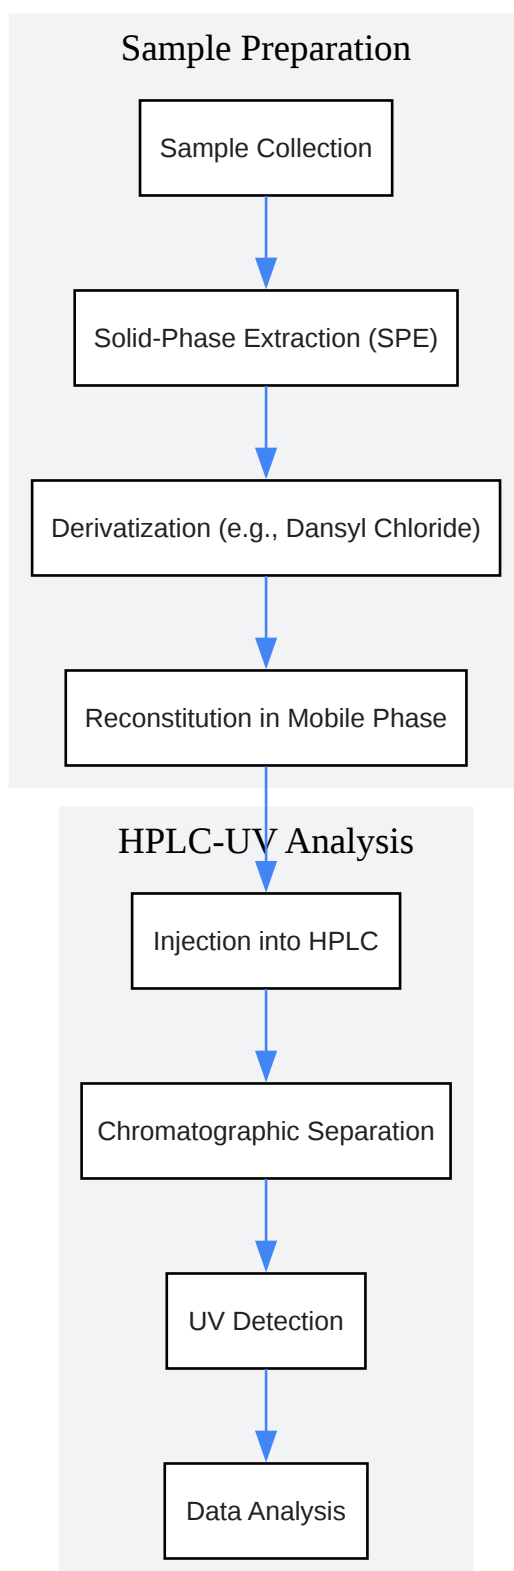 Sample Preparation
Sample Collection
Solid-Phase Extraction (SPE)
Derivatization (e.g., Dansyl Chloride)
Reconstitution in Mobile Phase
HPLC-UV Analysis
Injection into HPLC
Chromatographic Separation
UV Detection
Data Analysis